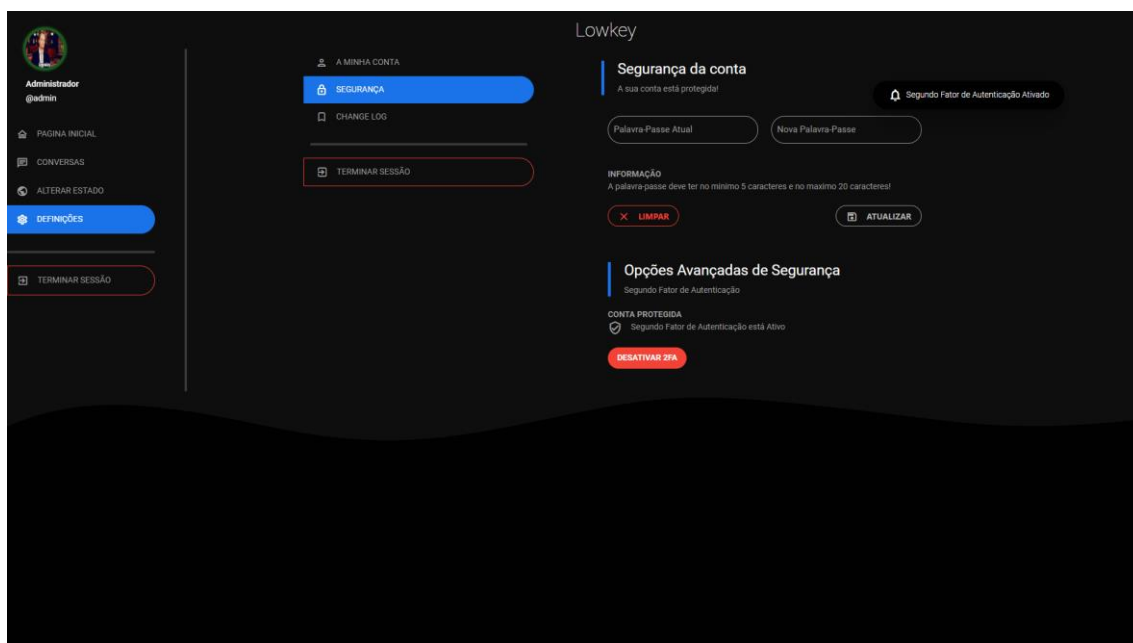 Lowkey
Administrador
@admin
PAGINA INICIAL
CONVERSAS
ALTERAR ESTADO
DEFINIÇÕES
TERMINAR SESSÃO
A MINHA CONTA
SEGURANÇA
CHANGE LOG
TERMINAR SESSÃO
Segurança da conta
A sua conta está protegida!
Segundo Fator de Autenticação Ativado
Palavra-Passe Atual
Nova Palavra-Passe
INFORMAÇÃO
A palavra-passe deve ter no minimo 5 caracteres e no maximo 20 caracteres!
LIMPAR
ATUALIZAR
Opções Avançadas de Segurança
Segundo Fator de Autenticação
CONTA PROTEGIDA
Segundo Fator de Autenticação está Ativo
DESATIVAR 2FA